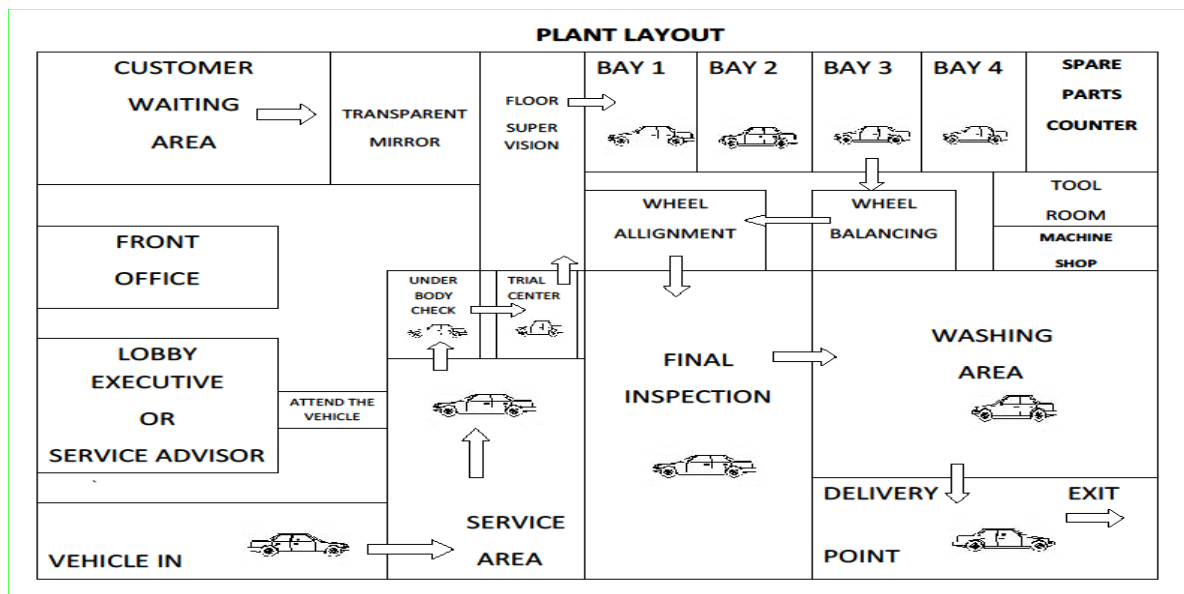 PLANT LAYOUT
CUSTOMER
WAITING
AREA
TRANSPARENT
MIRROR
FLOOR
SUPER
VISION
BAY 1
BAY 2
BAY 3
BAY 4
SPARE
PARTS
COUNTER
TOOL
ROOM
MACHINE
SHOP
WHEEL
ALLIGNMENT
WHEEL
BALANCING
FRONT
OFFICE
UNDER
BODY
CHECK
TRIAL
CENTER
LOBBY
EXECUTIVE
OR
SERVICE ADVISOR
ATTEND THE
VEHICLE
FINAL
INSPECTION
WASHING
AREA
VEHICLE IN
SERVICE
AREA
DELIVERY
POINT
EXIT